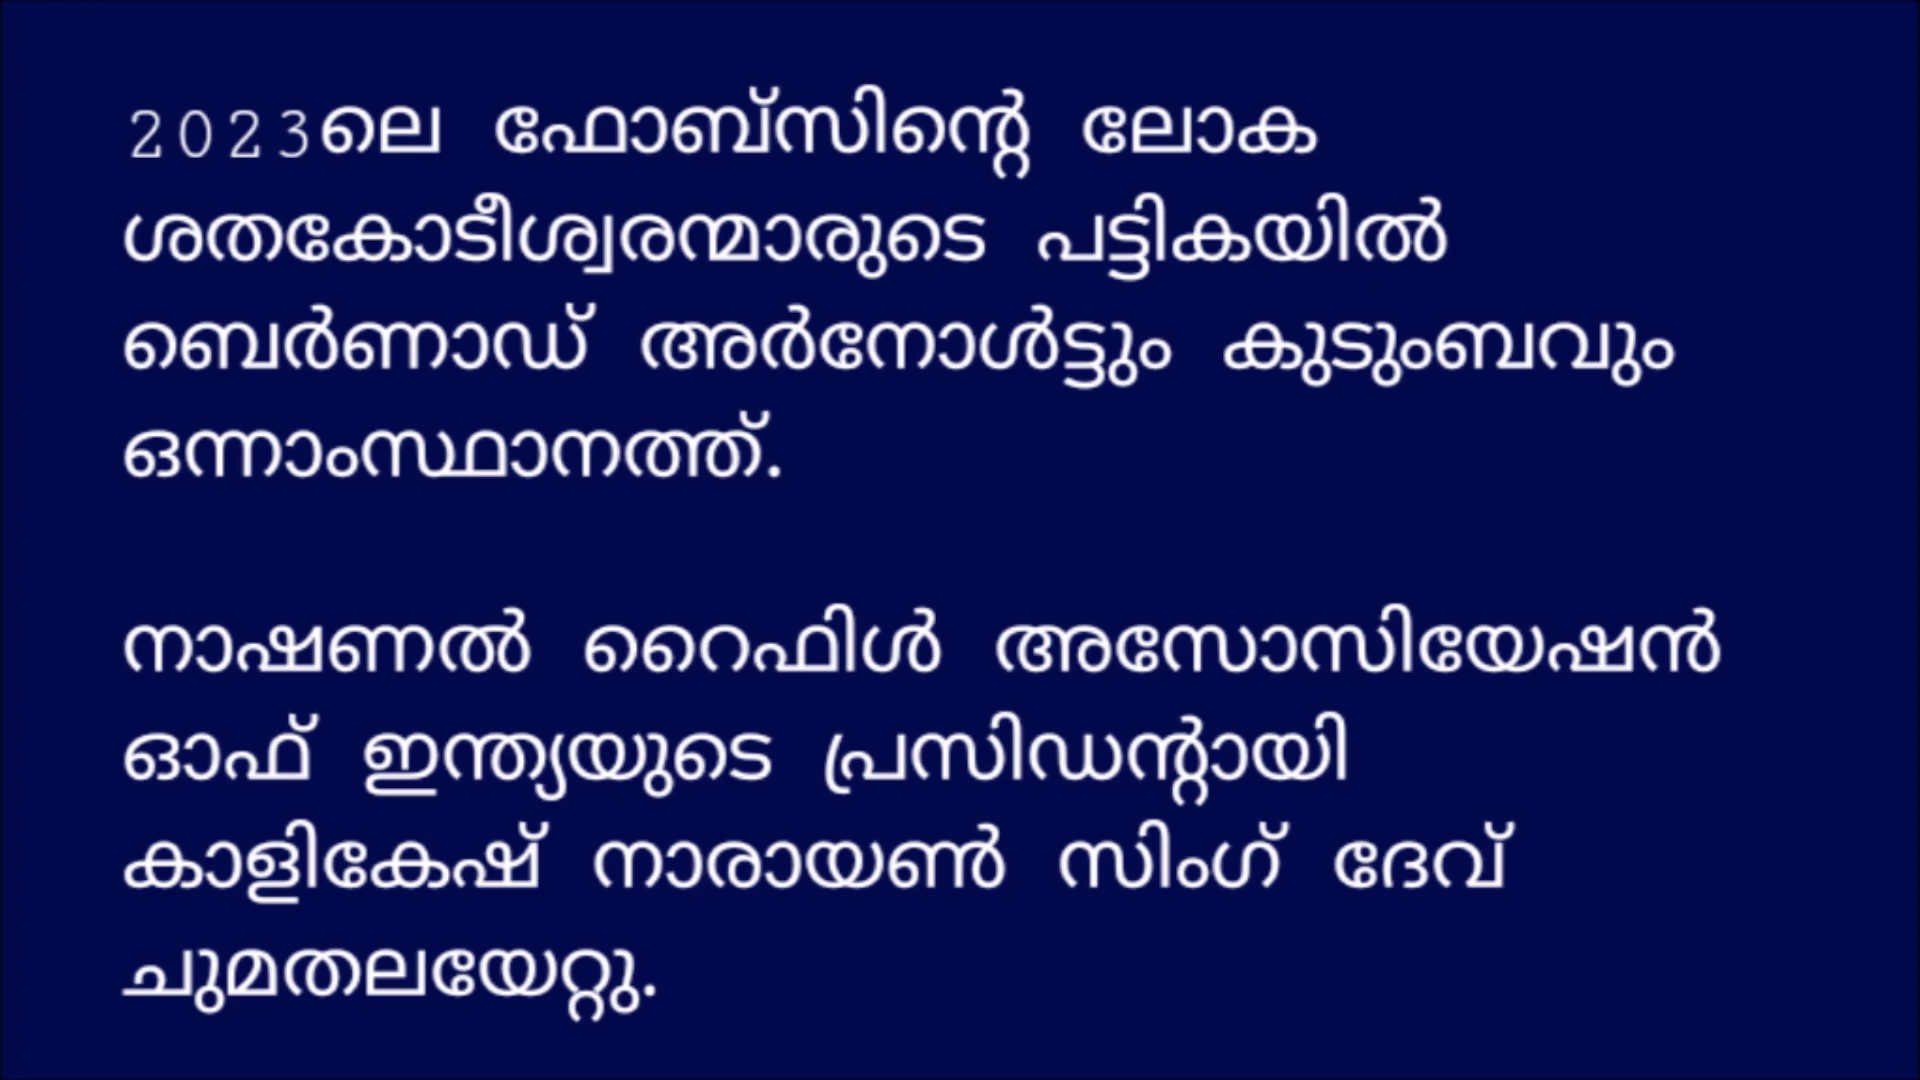 2023ലെ ഫോബ്സിന്റെ ലോക
ശതകോടീശ്വരന്മാരുടെ പട്ടികയിൽ
ബെർണാഡ് അർനോൾട്ടും കുടുംബവും
ഒന്നാംസ്ഥാനത്ത്.
നാഷണൽ റൈഫിൾ അസോസിയേഷൻ
ഓഫ് ഇന്ത്യയുടെ പ്രസിഡന്റായി
കാളികേഷ് നാരായൺ സിംഗ് ദേവ്
ചുമതലയേറ്റു.